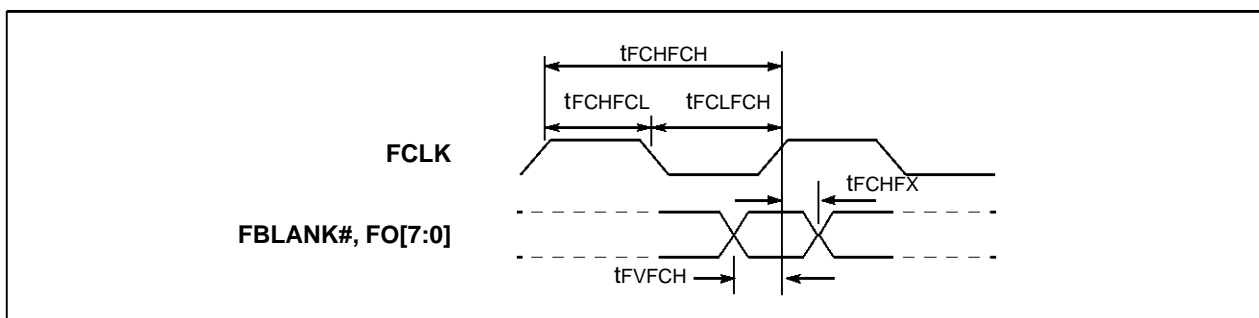 tFCHFCH
tFCHFCL tFCLFCH
FCLK
tFCHFX
FBLANK#, FO[7:0]
tFVFCH